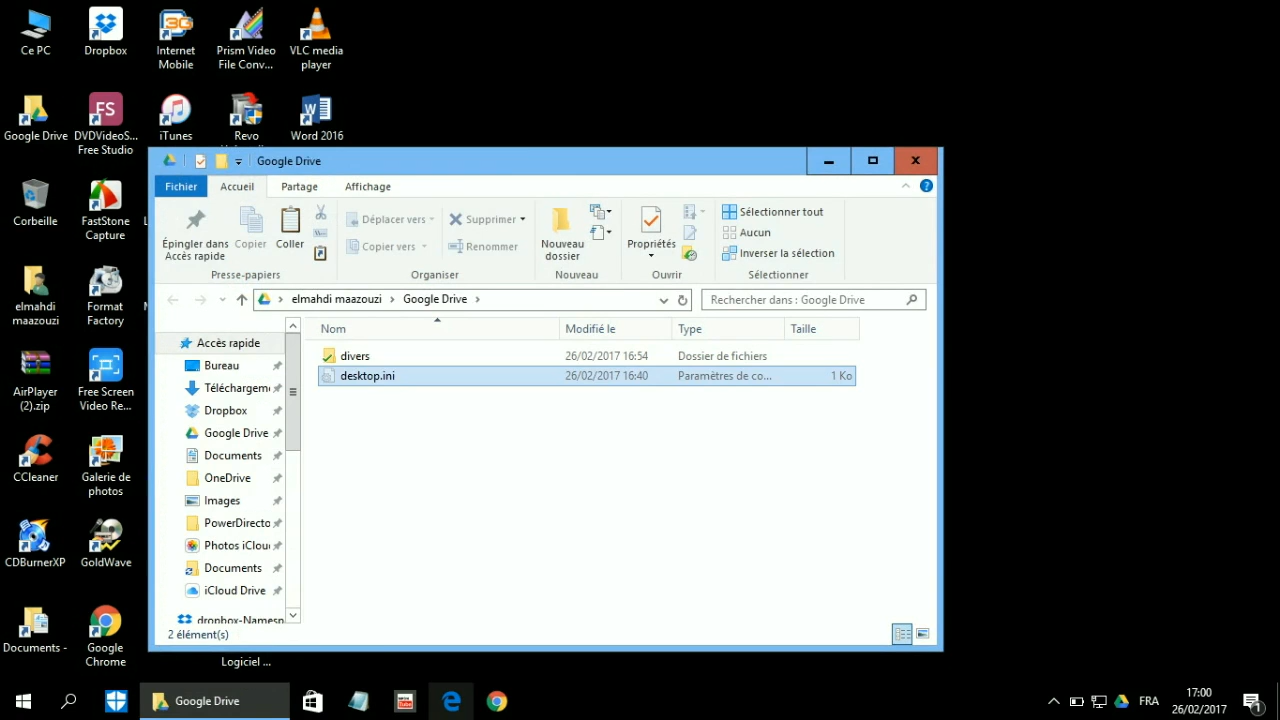 Ce PC
Dropbox
Internet
Mobile
Prism Video
File Conv...
VLC media
player
Google Drive
DVDVideoS...
Free Studio
iTunes
Revo
Word 2016
Corbeille
FastStone
Capture
elmahdi
maazouzi
Format
Factory
AirPlayer
(2).zip
Free Screen
Video Re...
CCleaner
Galerie de
photos
CDBurnerXP
GoldWave
Documents -
Google
Chrome
Logiciel ...
Google Drive
Fichier
Accueil
Partage
Affichage
Épingler dans
Accès rapide
Copier
Coller
Presse-papiers
Déplacer vers
Copier vers
Supprimer
Renommer
Organiser
Nouveau
dossier
Nouveau
Propriétés
Ouvrir
Sélectionner tout
Aucun
Inverser la sélection
Sélectionner
elmahdi maazouzi
Google Drive
Rechercher dans : Google Drive
Nom
Modifié le
Type
Taille
divers
26/02/2017 16:54
Dossier de fichiers
desktop.ini
26/02/2017 16:40
Paramètres de co...
1 Ko
Accès rapide
Bureau
Téléchargem
Dropbox
Google Drive
Documents
OneDrive
Images
PowerDirecto
Photos iClou
Documents
iCloud Drive
dropbox-Namesp
2 élément(s)
Google Drive
FRA
17:00
26/02/2017
1